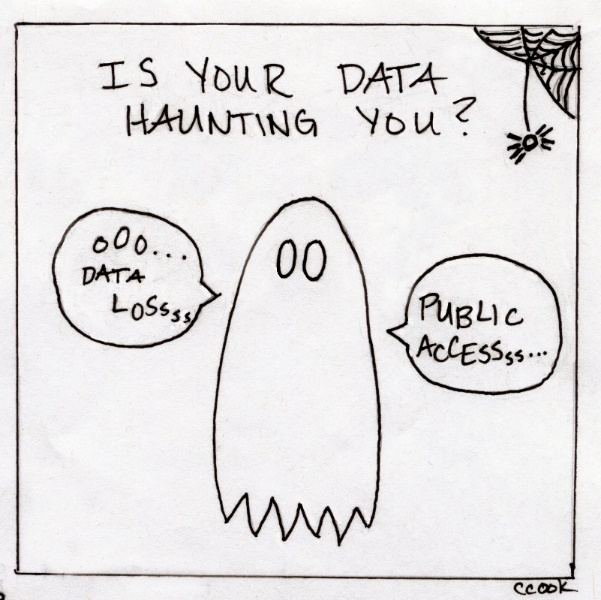 IS YOUR DATA
HAUNTING YOU?
oOo...
DATA
LOSSsss
PUBLIC
ACCESSss...
ccook